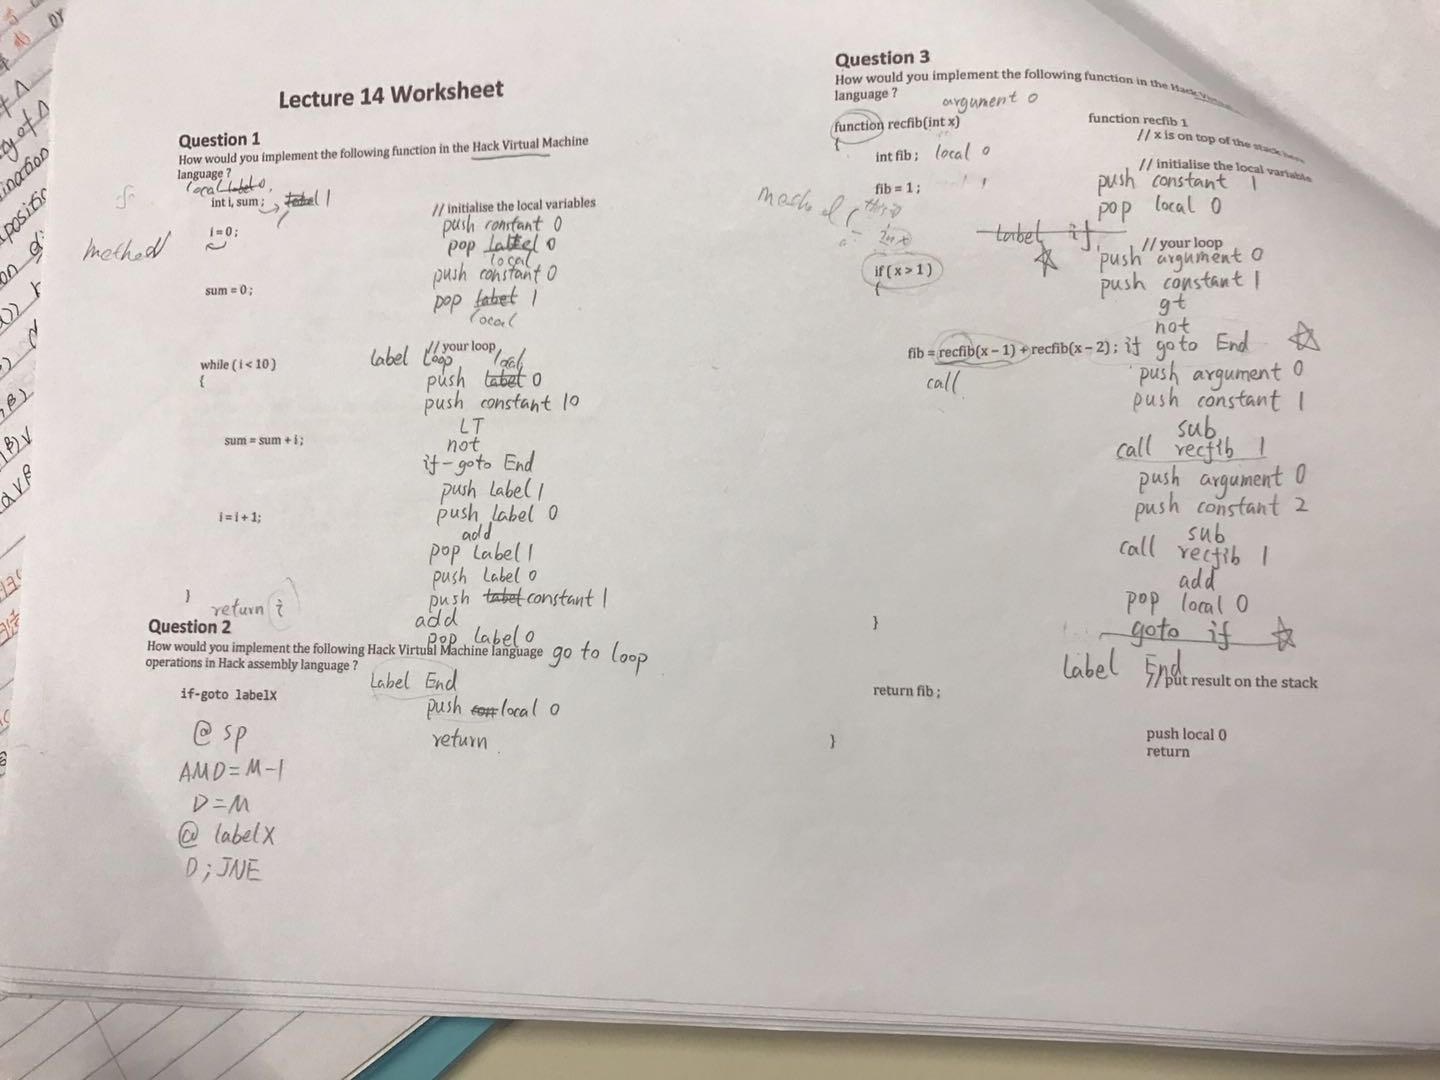 Lecture 14 Worksheet
Question 1
How would you implement the following function in the Hack Virtual Machine
language ?
local label 0,
int i, sum ; 1
// initialise the local variables
i = 0 ;
push constant 0
pop label 0
local
method
push constant 0
sum = 0 ;
pop label 1
local
// your loop
label Loop
while ( i < 10 )
{
local
push label 0
push constant 10
LT
sum = sum + i ;
not
if-goto End
push Label 1
i = i + 1;
push Label 0
add
pop Label 1
push Label 0
}
return i
push label constant 1
add
pop label 0
go to loop
Label End
push con local 0
return
Question 2
How would you implement the following Hack Virtual Machine language
operations in Hack assembly language ?
if-goto labelX
@ sp
AMD=M-1
D=M
@ labelX
D;JNE
Question 3
How would you implement the following function in the Hack
language ?
argument 0
function recfib(int x)
{
function recfib 1
// x is on top of the stack here
int fib ; local 0
// initialise the local variable
fib = 1 ;
push constant 1
pop local 0
int
label if
// your loop
if ( x > 1 )
{
push argument 0
push constant 1
gt
not
fib = recfib(x – 1) + recfib(x – 2) ;
if goto End
call
push argument 0
push constant 1
sub
call recfib 1
push argument 0
push constant 2
sub
call recfib 1
add
pop local 0
}
goto if
Label End
// put result on the stack
return fib ;
push local 0
return
}